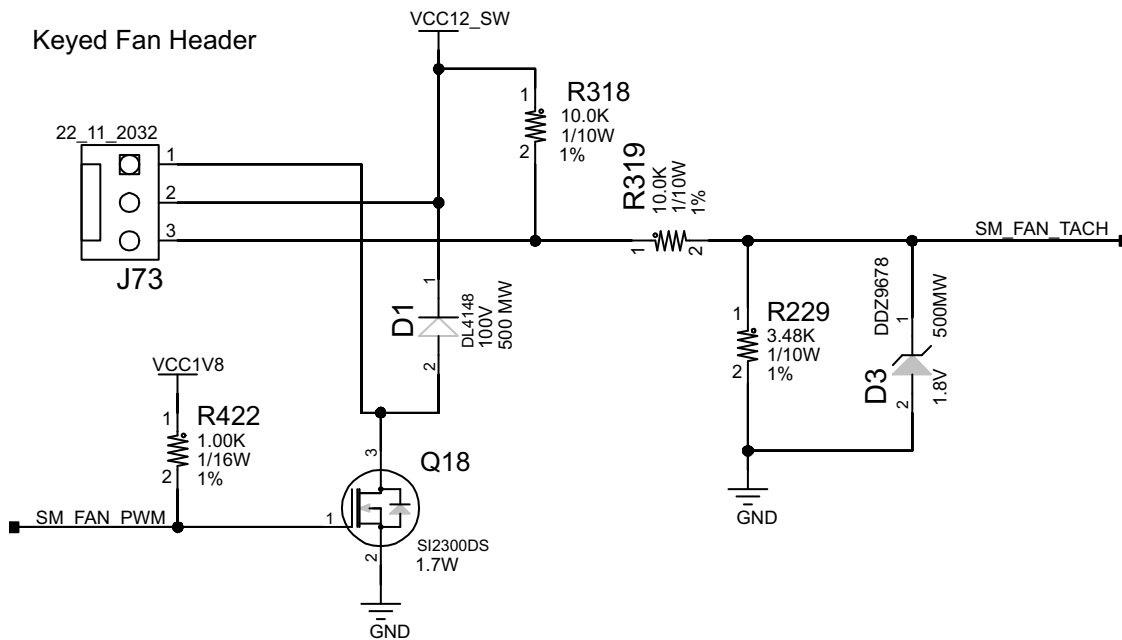 Keyed Fan Header
VCC12_SW
22_11_2032
1
2
3
J73
1
R318
10.0K
1/10W
1%
2
R319
10.0K
1/10W
1%
1
2
SM_FAN_TACH
1
D1
DL4148
100V
500 MW
2
1
R229
3.48K
1/10W
1%
2
DDZ9678
1
500MW
D3
2
1.8V
GND
VCC1V8
1
R422
1.00K
1/16W
1%
2
SM_FAN_PWM
3
Q18
1
2
SI2300DS
1.7W
GND